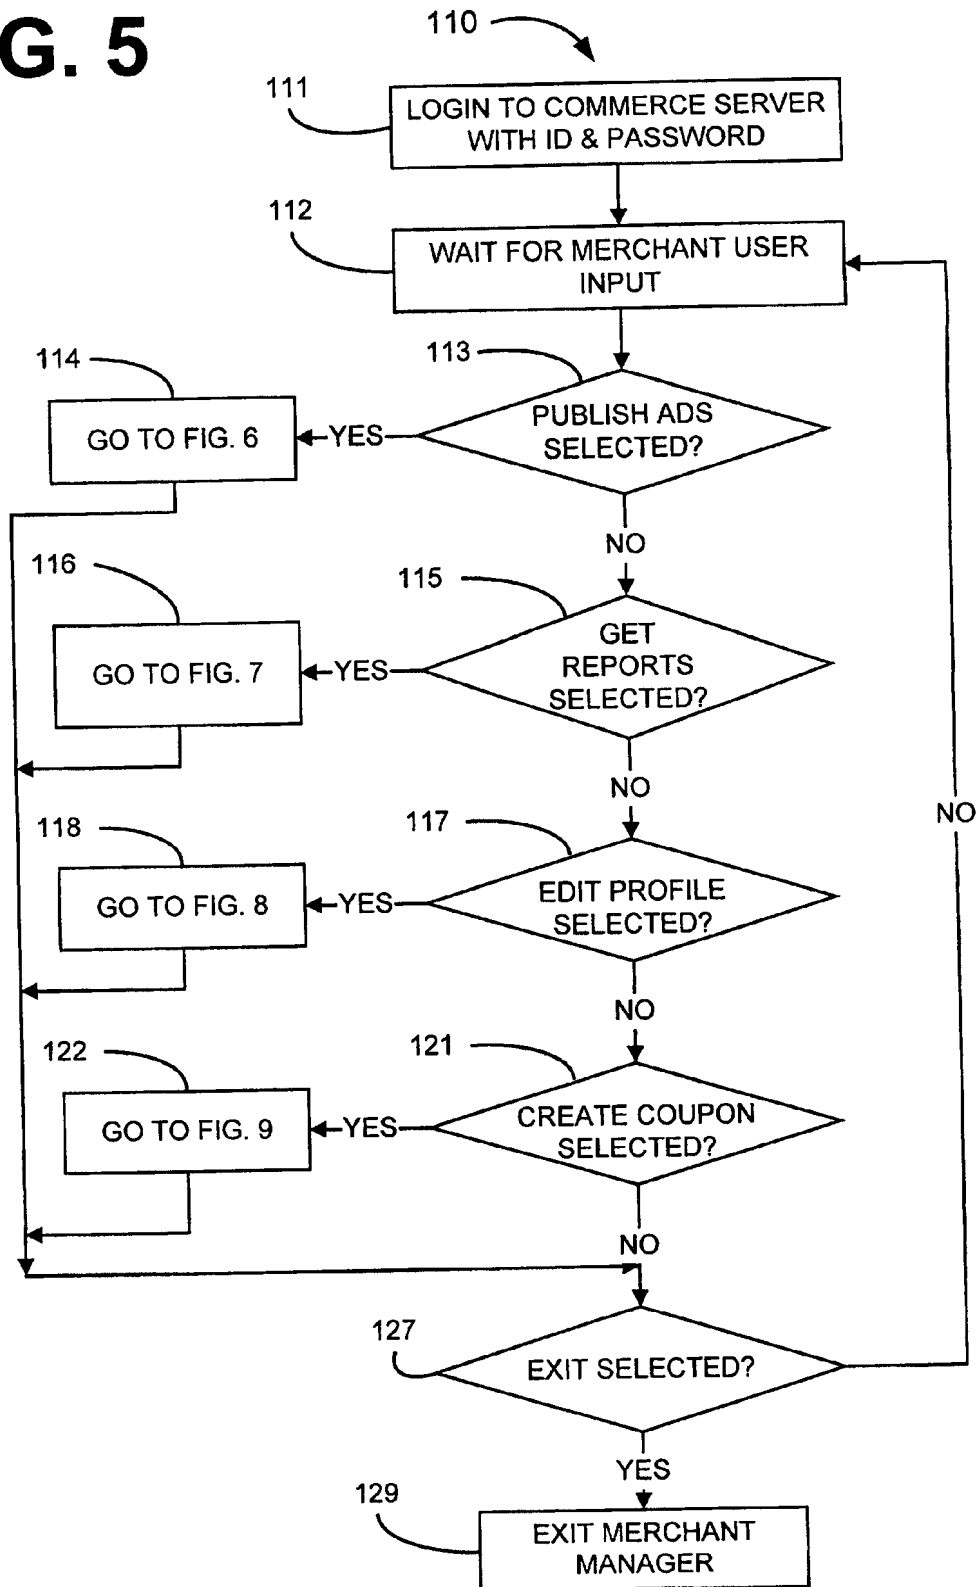 G. 5
110
111
LOGIN TO COMMERCE SERVER
WITH ID & PASSWORD
112
WAIT FOR MERCHANT USER
INPUT
113
114
PUBLISH ADS
SELECTED?
YES
GO TO FIG. 6
NO
115
116
GET
REPORTS
SELECTED?
YES
GO TO FIG. 7
NO
NO
117
118
EDIT PROFILE
SELECTED?
YES
GO TO FIG. 8
NO
121
122
CREATE COUPON
SELECTED?
YES
GO TO FIG. 9
NO
127
EXIT SELECTED?
YES
129
EXIT MERCHANT
MANAGER